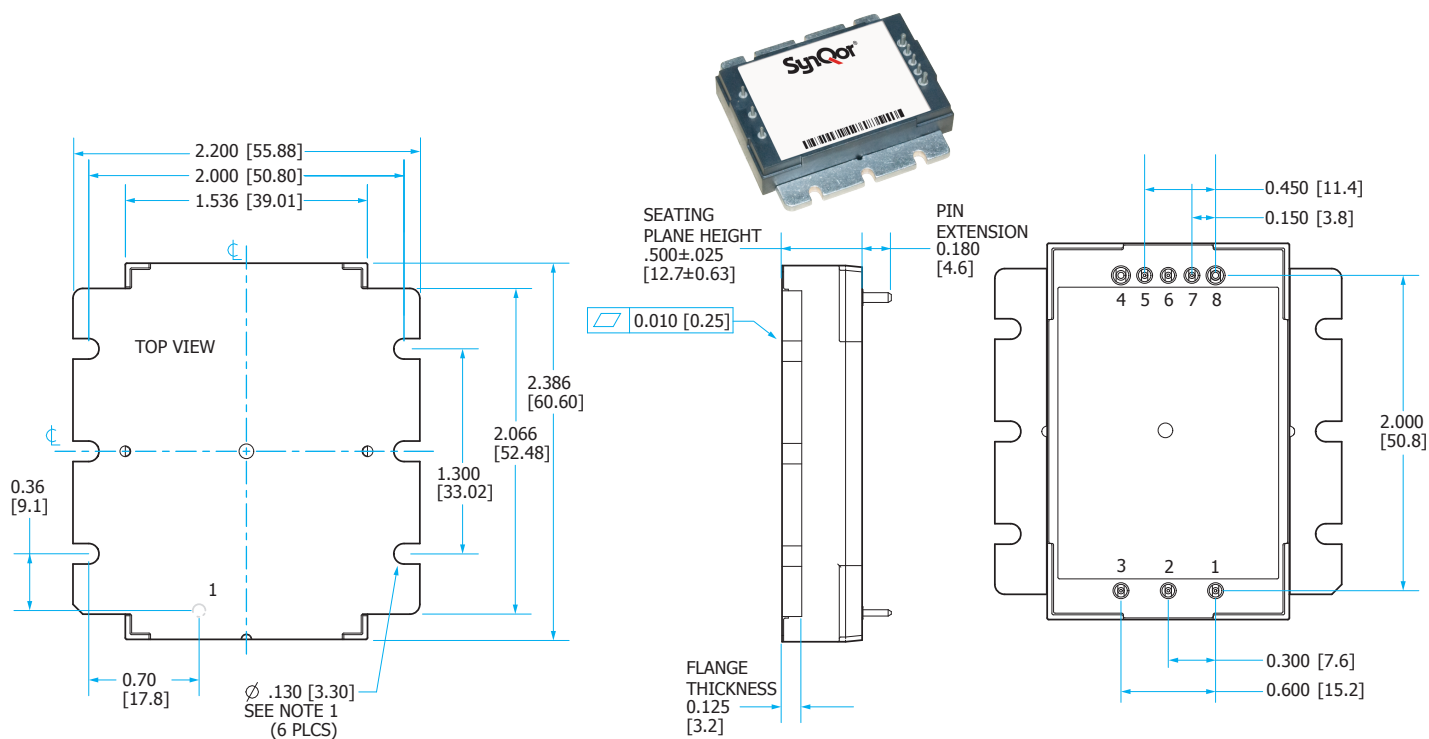 SynQor®
2.200 [55.88]
2.000 [50.80]
1.536 [39.01]
℄
TOP VIEW
℄
2.386
[60.60]
2.066
[52.48]
1.300
[33.02]
0.36
[9.1]
1
0.70
[17.8]
Ø .130 [3.30]
SEE NOTE 1
(6 PLCS)
SEATING
PLANE HEIGHT
.500±.025
[12.7±0.63]
PIN
EXTENSION
0.180
[4.6]
0.010 [0.25]
FLANGE
THICKNESS
0.125
[3.2]
0.450 [11.4]
0.150 [3.8]
4 5 6 7 8
2.000
[50.8]
3 2 1
0.300 [7.6]
0.600 [15.2]